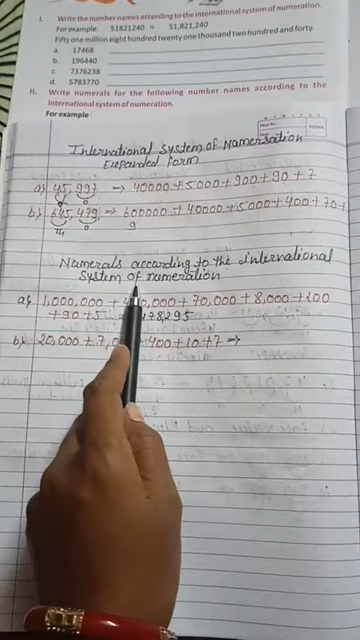 I. Write the number names according to the international system of numeration.
For example: 51821240 = 51,821,240
Fifty one million eight hundred twenty one thousand two hundred and forty.
a. 17468
b. 196440
c. 7376238
d. 5783770
II. Write numerals for the following number names according to the
international system of numeration.
For example
International System of Numersation
Expanded form
a) 45,997 → 40000 + 5000 + 900 + 90 + 7
b) 645,479 → 600000 + 40000 + 5000 + 400 + 70 +
9
Numerals according to the international
System of numeration
a) 1,000,000 + 400,000 + 70,000 + 8,000 + 200
+ 90 + 5 178,295
b) 20,000 + 7,0 400 + 10 + 7 ⇒